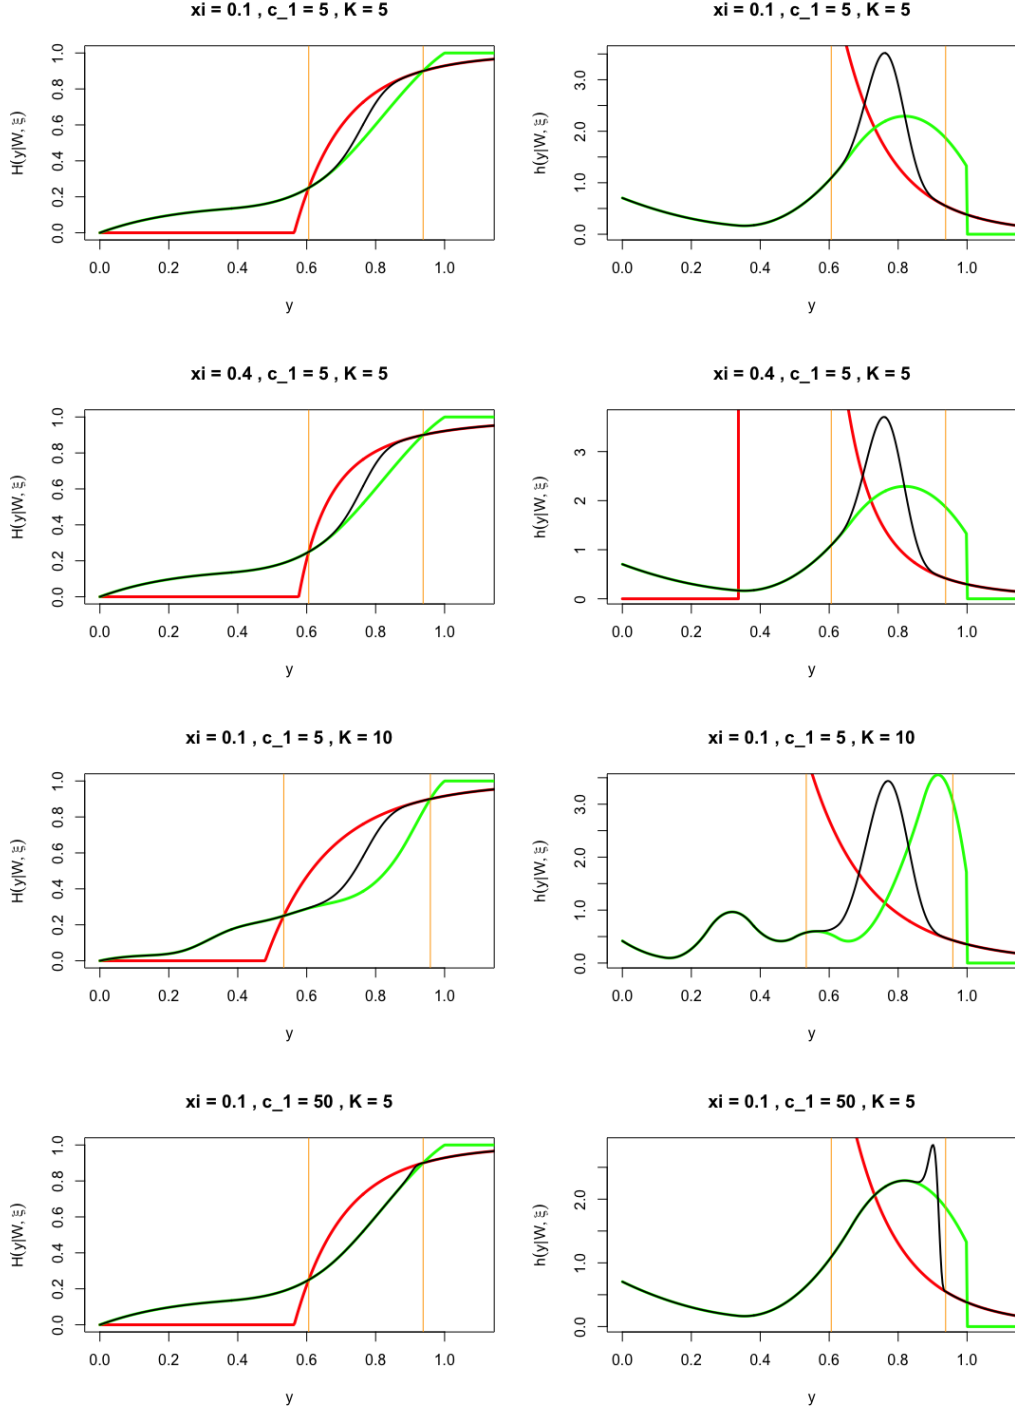 xi = 0.1 , c_1 = 5 , K = 5
H(y|W, ξ)
0.0 0.2 0.4 0.6 0.8 1.0
0.0 0.2 0.4 0.6 0.8 1.0
y
xi = 0.1 , c_1 = 5 , K = 5
h(y|W, ξ)
0.0 1.0 2.0 3.0
0.0 0.2 0.4 0.6 0.8 1.0
y
xi = 0.4 , c_1 = 5 , K = 5
H(y|W, ξ)
0.0 0.2 0.4 0.6 0.8 1.0
0.0 0.2 0.4 0.6 0.8 1.0
y
xi = 0.4 , c_1 = 5 , K = 5
h(y|W, ξ)
0 1 2 3
0.0 0.2 0.4 0.6 0.8 1.0
y
xi = 0.1 , c_1 = 5 , K = 10
H(y|W, ξ)
0.0 0.2 0.4 0.6 0.8 1.0
0.0 0.2 0.4 0.6 0.8 1.0
y
xi = 0.1 , c_1 = 5 , K = 10
h(y|W, ξ)
0.0 1.0 2.0 3.0
0.0 0.2 0.4 0.6 0.8 1.0
y
xi = 0.1 , c_1 = 50 , K = 5
H(y|W, ξ)
0.0 0.2 0.4 0.6 0.8 1.0
0.0 0.2 0.4 0.6 0.8 1.0
y
xi = 0.1 , c_1 = 50 , K = 5
h(y|W, ξ)
0.0 1.0 2.0
0.0 0.2 0.4 0.6 0.8 1.0
y